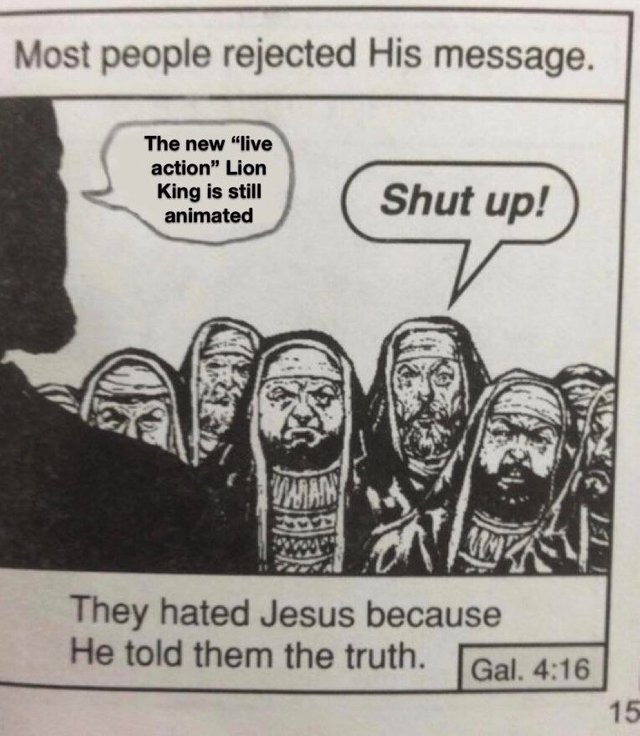 Most people rejected His message.
The new “live
action” Lion
King is still
animated
Shut up!
They hated Jesus because
He told them the truth.
Gal. 4:16
15